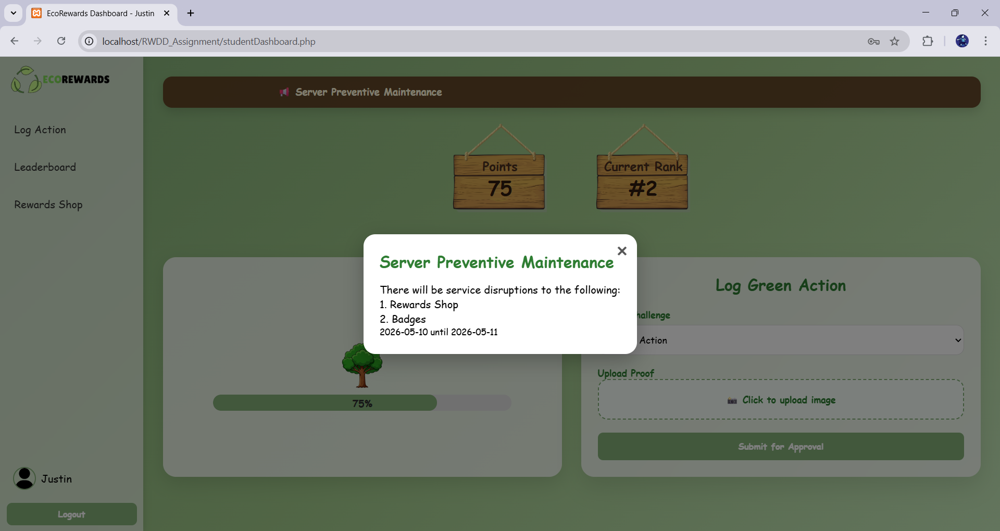 EcoRewards Dashboard - Justin
localhost/RWDD_Assignment/studentDashboard.php
ECOREWARDS
Log Action
Leaderboard
Rewards Shop
Justin
Logout
Server Preventive Maintenance
Points
75
Current Rank
#2
Server Preventive Maintenance
There will be service disruptions to the following:
1. Rewards Shop
2. Badges
2026-05-10 until 2026-05-11
75%
Log Green Action
hallenge
Action
Upload Proof
Click to upload image
Submit for Approval